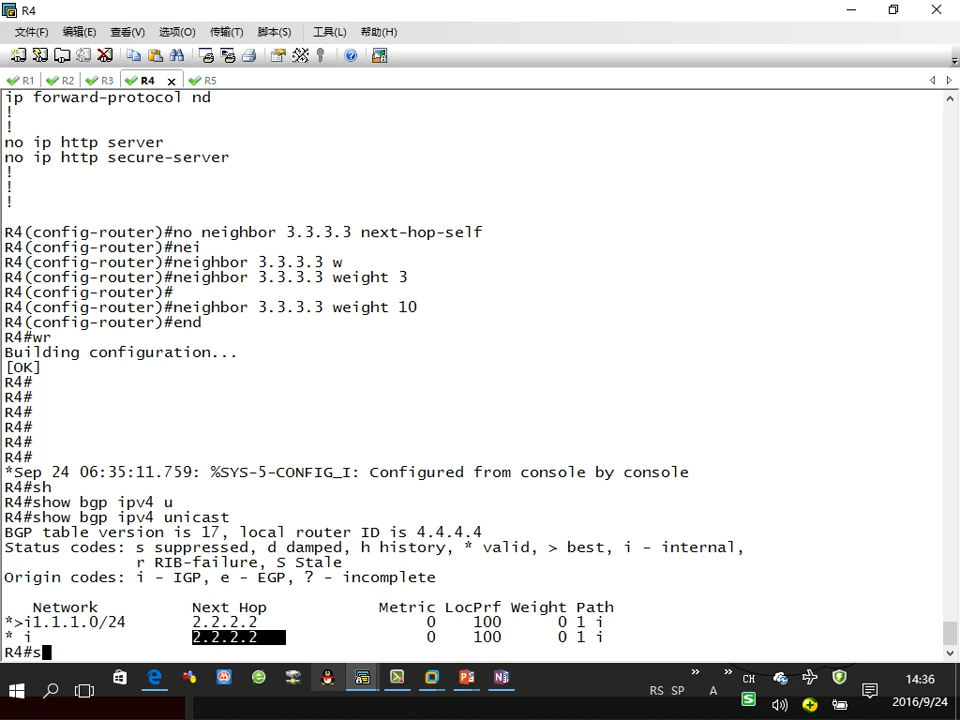 R4
文件(F) 编辑(E) 查看(V) 选项(O) 传输(T) 脚本(S) 工具(L) 帮助(H)
R1 R2 R3 R4 R5
ip forward-protocol nd
!
!
no ip http server
no ip http secure-server
!
!
!
R4(config-router)#no neighbor 3.3.3.3 next-hop-self
R4(config-router)#nei
R4(config-router)#neighbor 3.3.3.3 w
R4(config-router)#neighbor 3.3.3.3 weight 3
R4(config-router)#
R4(config-router)#neighbor 3.3.3.3 weight 10
R4(config-router)#end
R4#wr
Building configuration...
[OK]
R4#
R4#
R4#
R4#
R4#
R4#
*Sep 24 06:35:11.759: %SYS-5-CONFIG_I: Configured from console by console
R4#sh
R4#show bgp ipv4 u
R4#show bgp ipv4 unicast
BGP table version is 17, local router ID is 4.4.4.4
Status codes: s suppressed, d damped, h history, * valid, > best, i - internal,
r RIB-failure, S Stale
Origin codes: i - IGP, e - EGP, ? - incomplete
Network Next Hop Metric LocPrf Weight Path
*>i1.1.1.0/24 2.2.2.2 0 100 0 1 i
* i 2.2.2.2 0 100 0 1 i
R4#s
RS SP A CH 14:36
2016/9/24